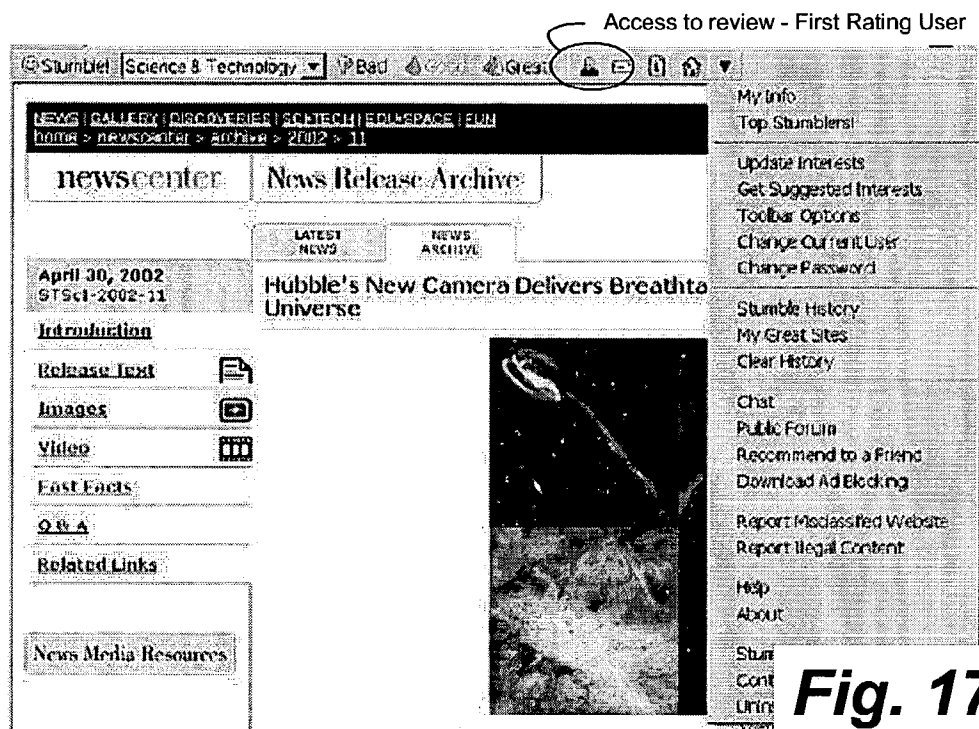 Access to review - First Rating User
Stumble! Science & Technology Bad Good Great
NEWS | GALLERY | DISCOVERIES | SCI&TECH | EDU&SPACE | FUN
home > newscenter > archive > 2002 > 11
newscenter News Release Archive
LATEST NEWS
NEWS ARCHIVE
April 30, 2002
STScI-2002-11
Hubble's New Camera Delivers Breathta
Universe
Introduction
Release Text
Images
Video
Fast Facts
Q & A
Related Links
News Media Resources
My Info
Top Stumblers!
Update Interests
Get Suggested Interests
Toolbar Options
Change Current User
Change Password
Stumble History
My Great Sites
Clear History
Chat
Public Forum
Recommend to a Friend
Download Ad Blocking
Report Misclassified Website
Report Illegal Content
Help
About
Stum
Cont
Unins
Fig. 17